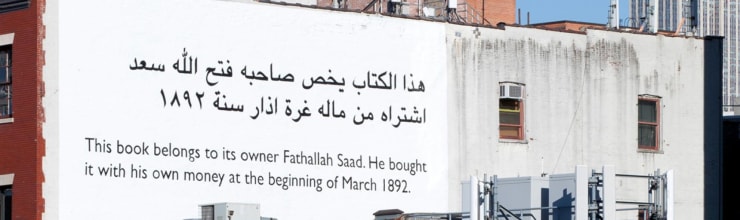 هذا الكتاب يخص صاحبه فتح الله سعد
اشتراه من ماله غرة اذار سنة ١٨٩٢
This book belongs to its owner Fathallah Saad. He bought
it with his own money at the beginning of March 1892.